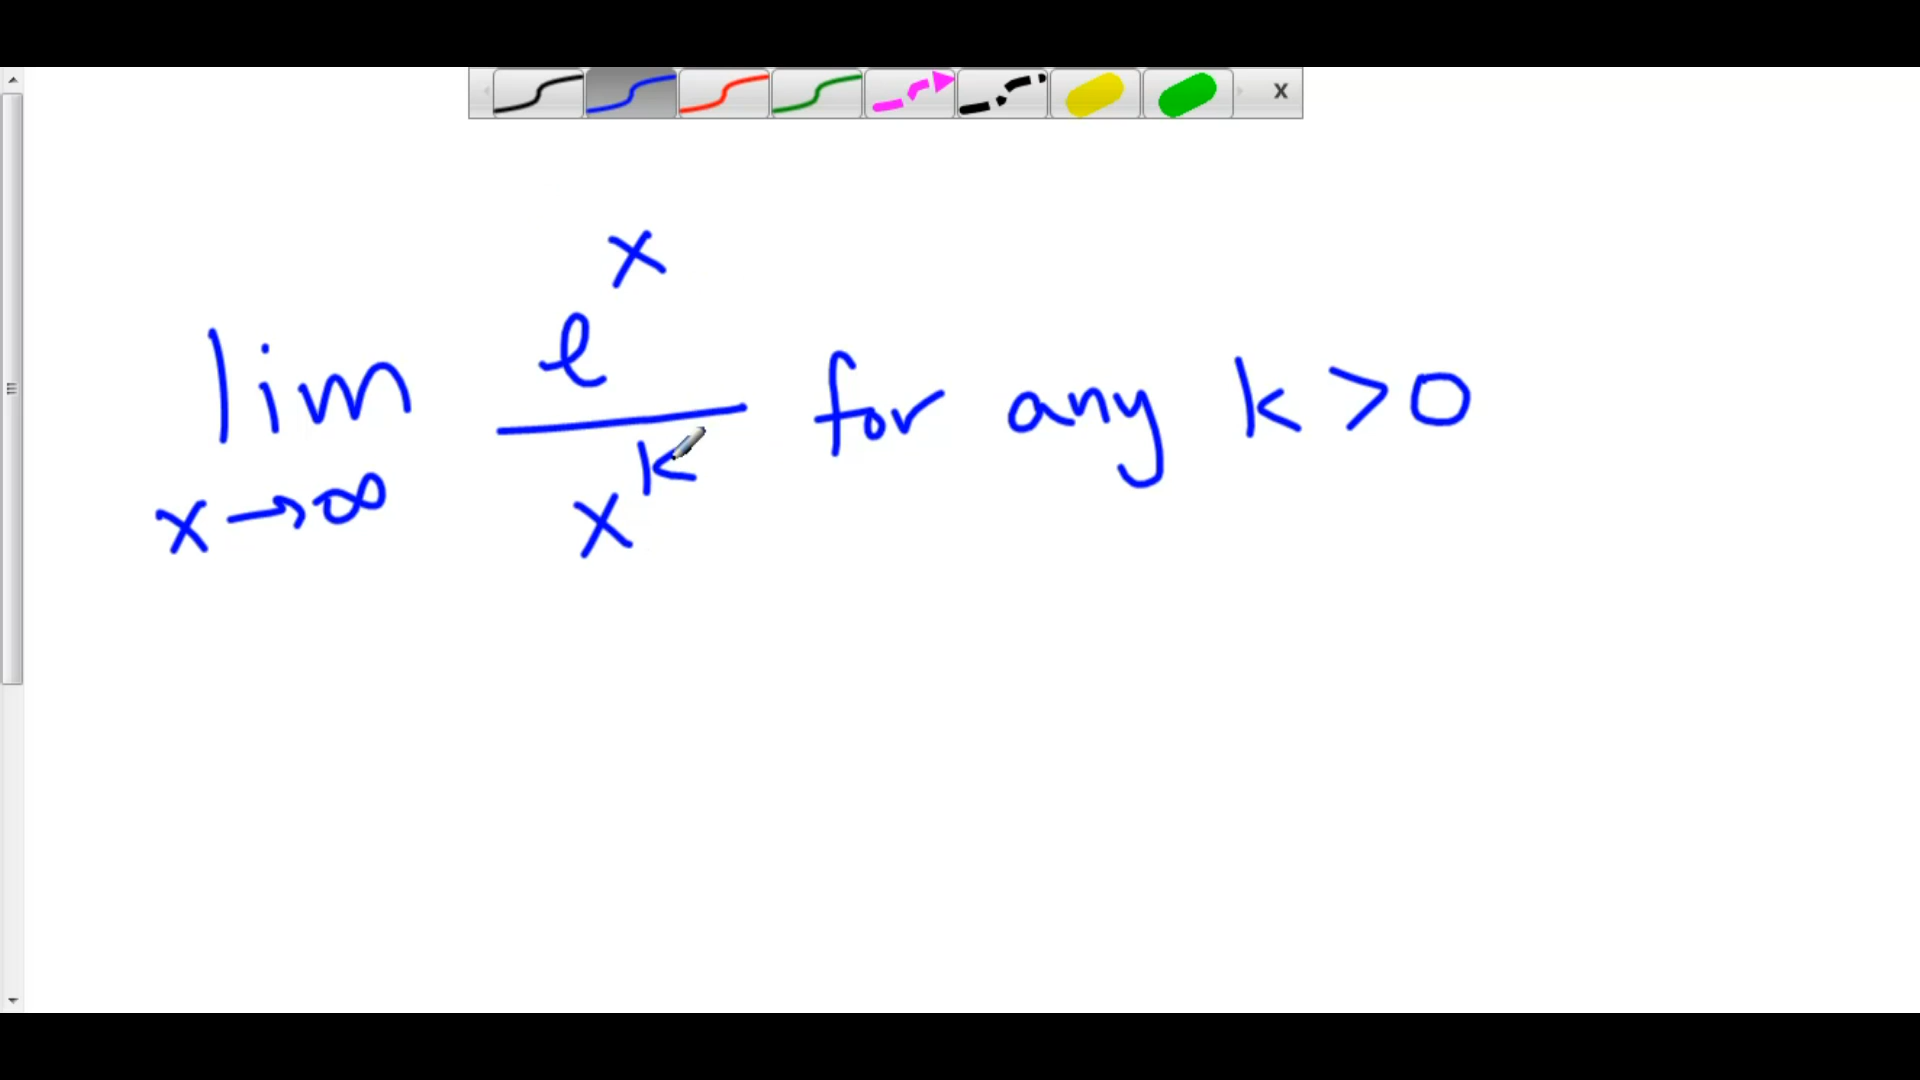 lim e^x / x^k for any k > 0
x → ∞
x